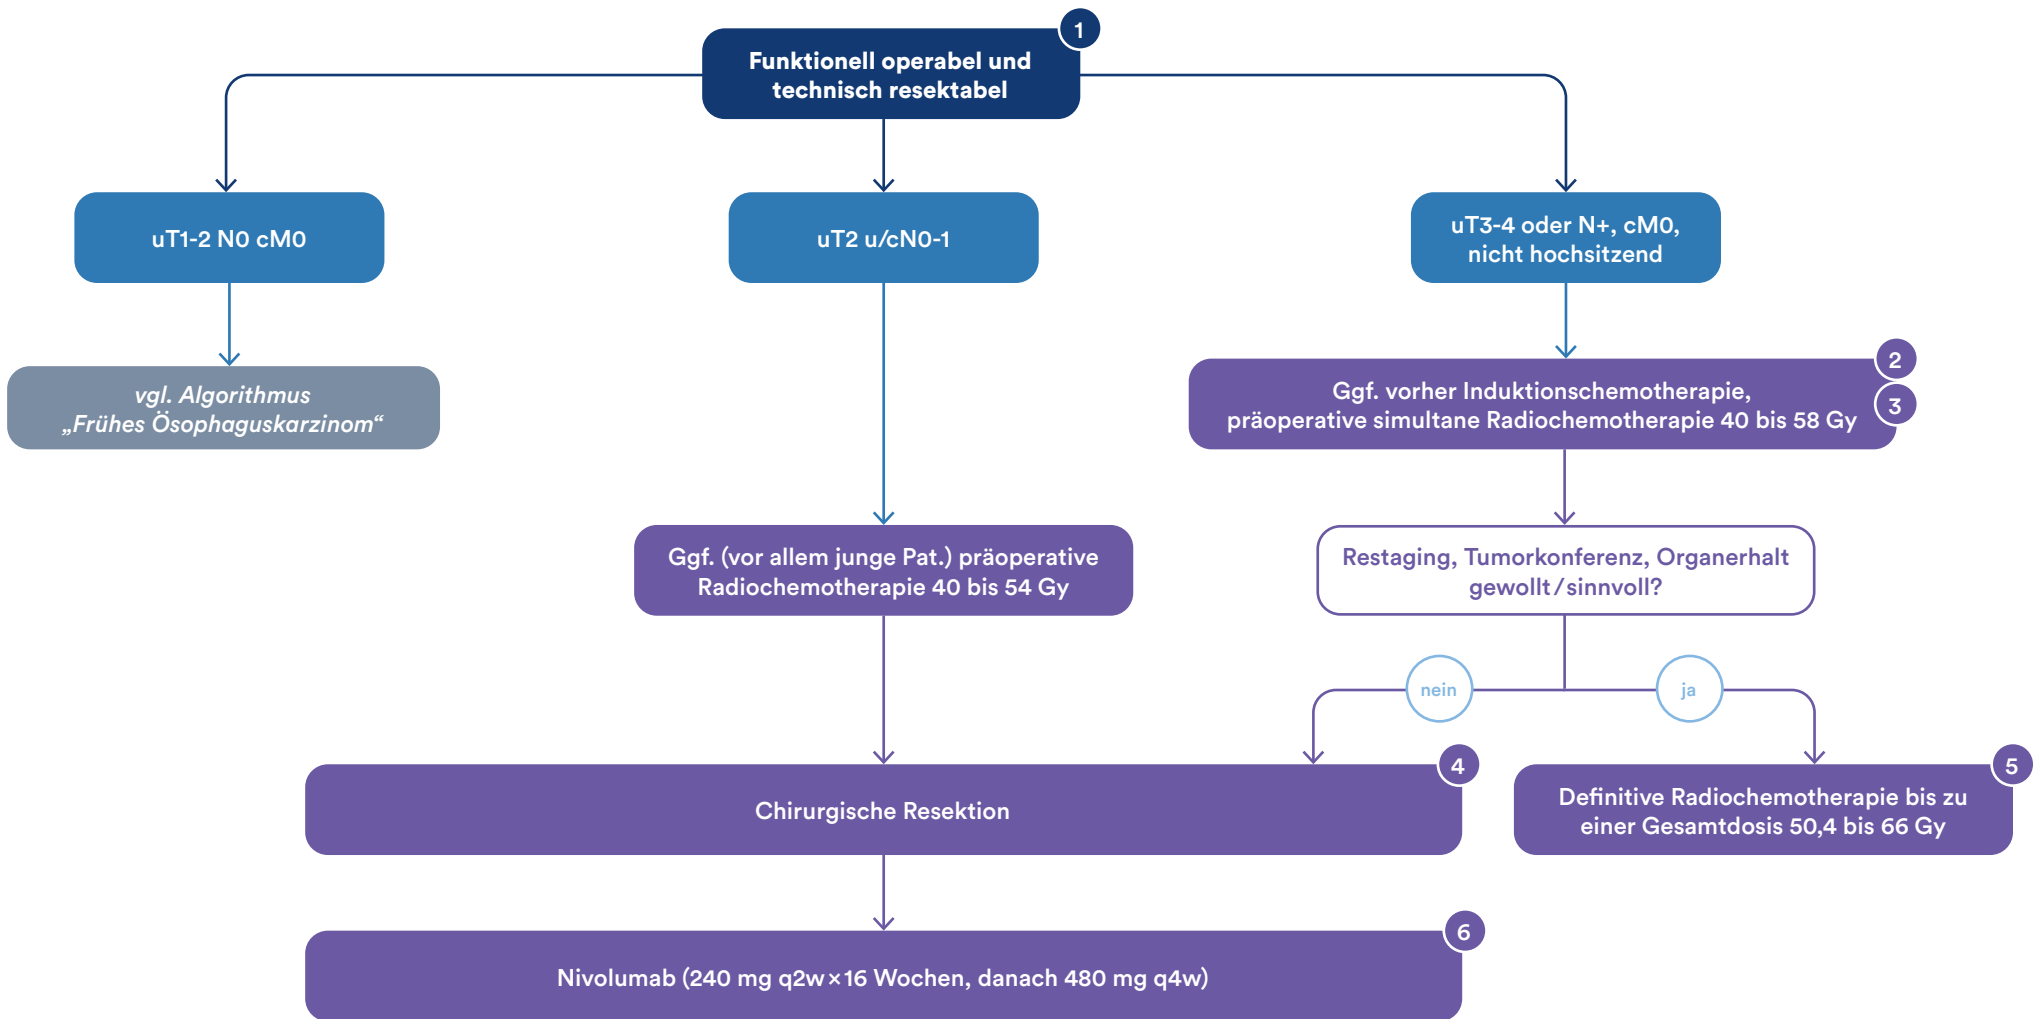 1
Funktionell operabel und
technisch resektabel
uT1-2 N0 cM0
uT2 u/cN0-1
uT3-4 oder N+, cM0,
nicht hochsitzend
vgl. Algorithmus
„Frühes Ösophaguskarzinom“
2
3
Ggf. vorher Induktionschemotherapie,
präoperative simultane Radiochemotherapie 40 bis 58 Gy
Ggf. (vor allem junge Pat.) präoperative
Radiochemotherapie 40 bis 54 Gy
Restaging, Tumorkonferenz, Organerhalt
gewollt/sinnvoll?
nein
ja
4
Chirurgische Resektion
5
Definitive Radiochemotherapie bis zu
einer Gesamtdosis 50,4 bis 66 Gy
6
Nivolumab (240 mg q2w×16 Wochen, danach 480 mg q4w)